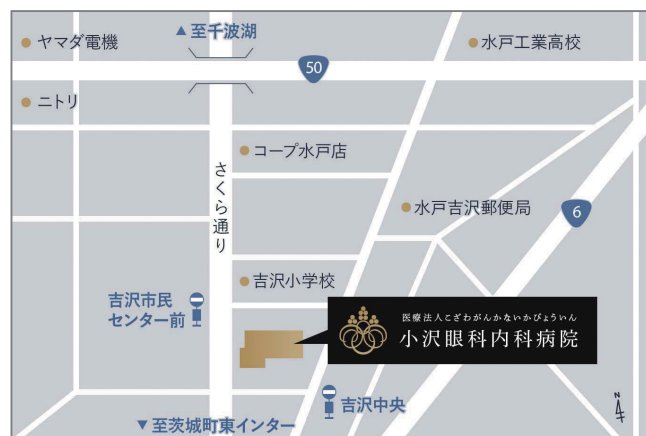 ヤマダ電機
▲至千波湖
水戸工業高校
50
ニトリ
コープ水戸店
さくら通り
水戸吉沢郵便局
6
吉沢小学校
吉沢市民
センター前
医療法人こざわがんかないかびょういん
小沢眼科内科病院
吉沢中央
▼至茨城町東インター
N